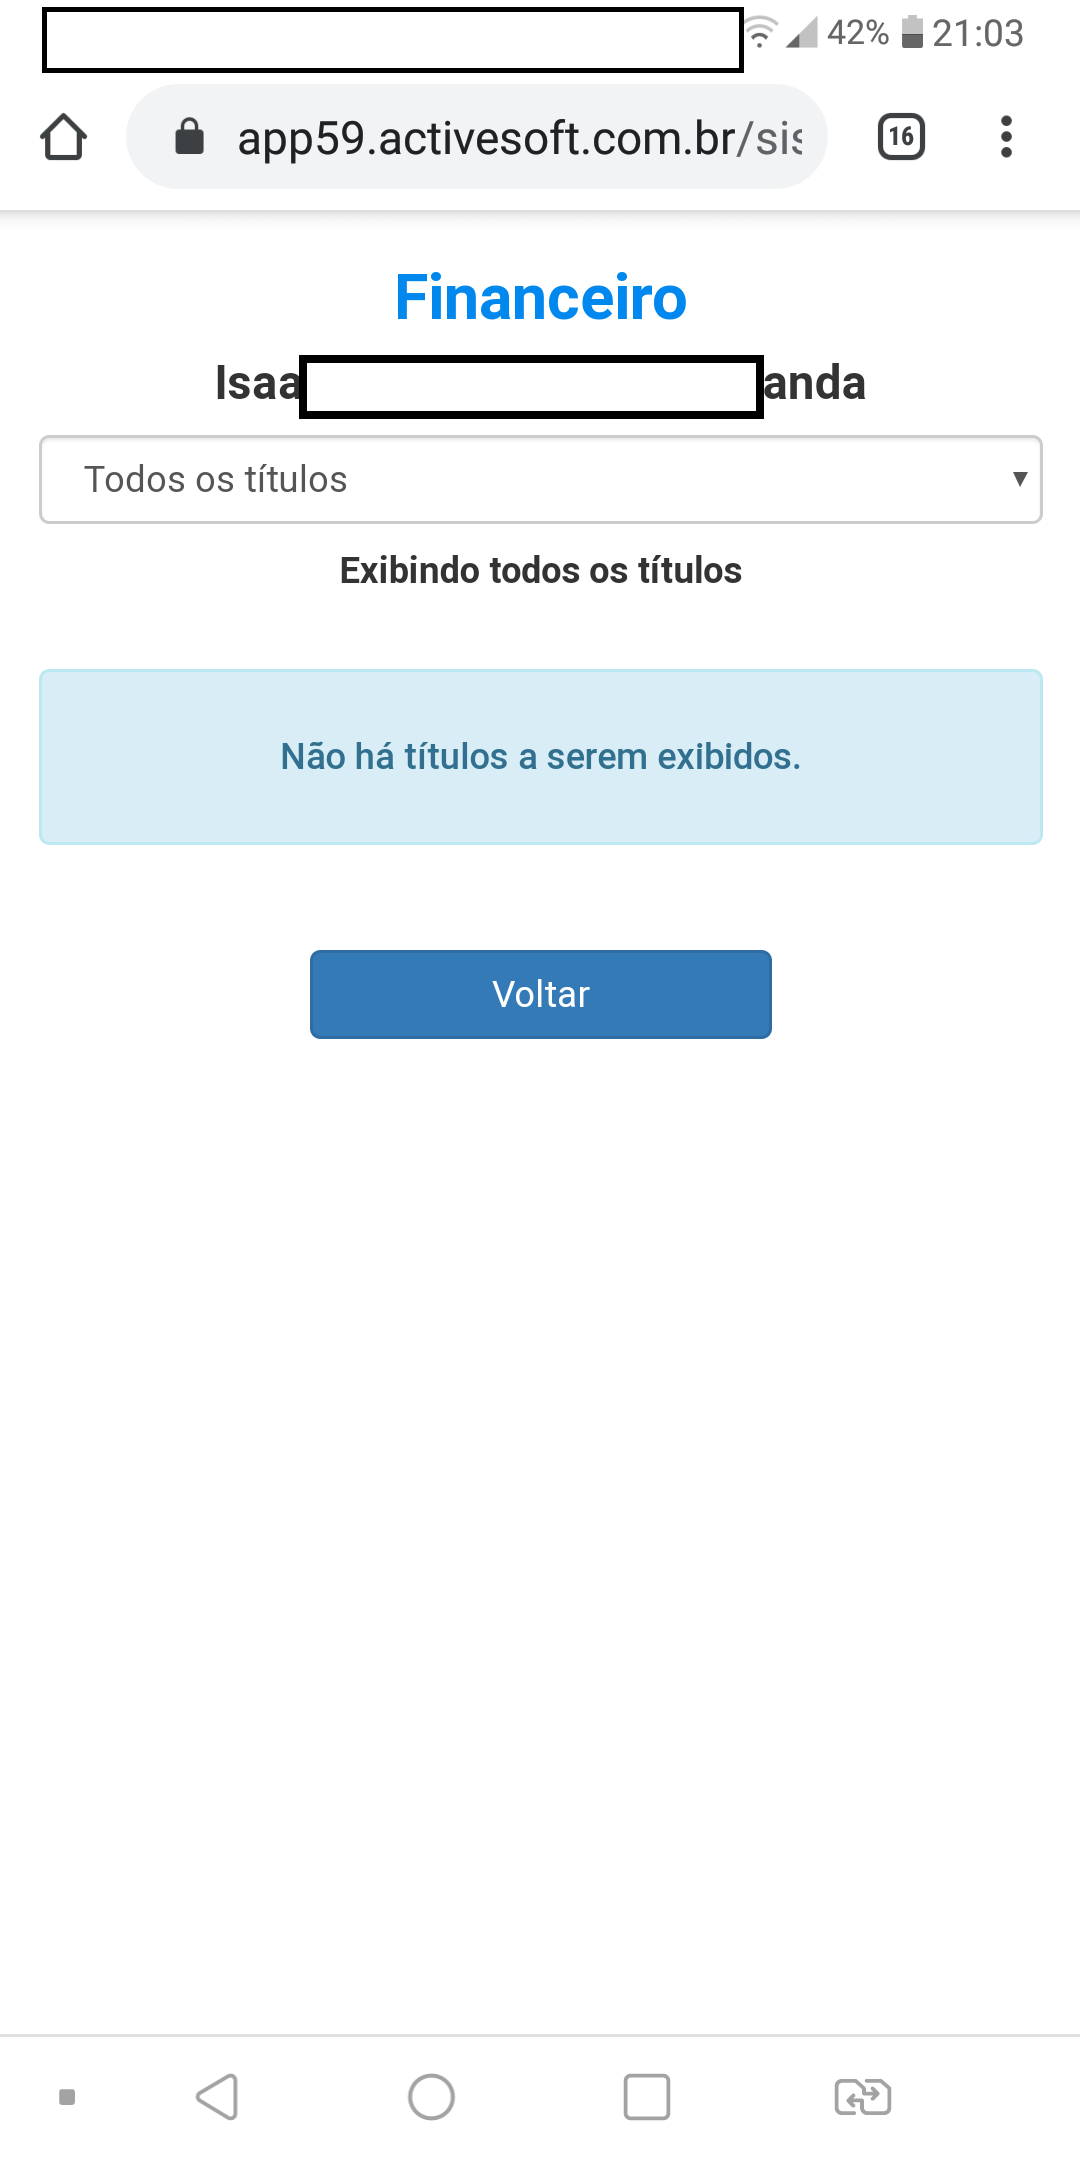 42% 21:03
app59.activesoft.com.br/sis
16
Financeiro
Isaa anda
Todos os títulos
Exibindo todos os títulos
Não há títulos a serem exibidos.
Voltar